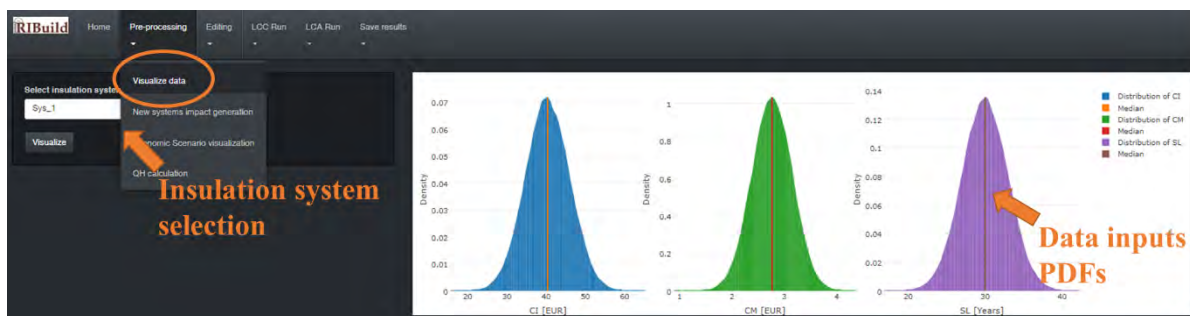 RIBuild
Home
Pre-processing
Editing
LCC Run
LCA Run
Save results
Select insulation syste
Sys_1
Visualize
Visualize data
New systems impact generation
onomic Scenario visualization
QH calculation
Insulation system
selection
0.07
0.06
0.05
0.04
0.03
0.02
0.01
0
Density
20 30 40 50 60
CI [EUR]
1
0.8
0.6
0.4
0.2
0
Density
1 2 3 4
CM [EUR]
0.14
0.12
0.1
0.08
0.06
0.04
0.02
0
Density
20 30 40
SL [Years]
Distribution of CI
Median
Distribution of CM
Median
Distribution of SL
Median
Data inputs
PDFs